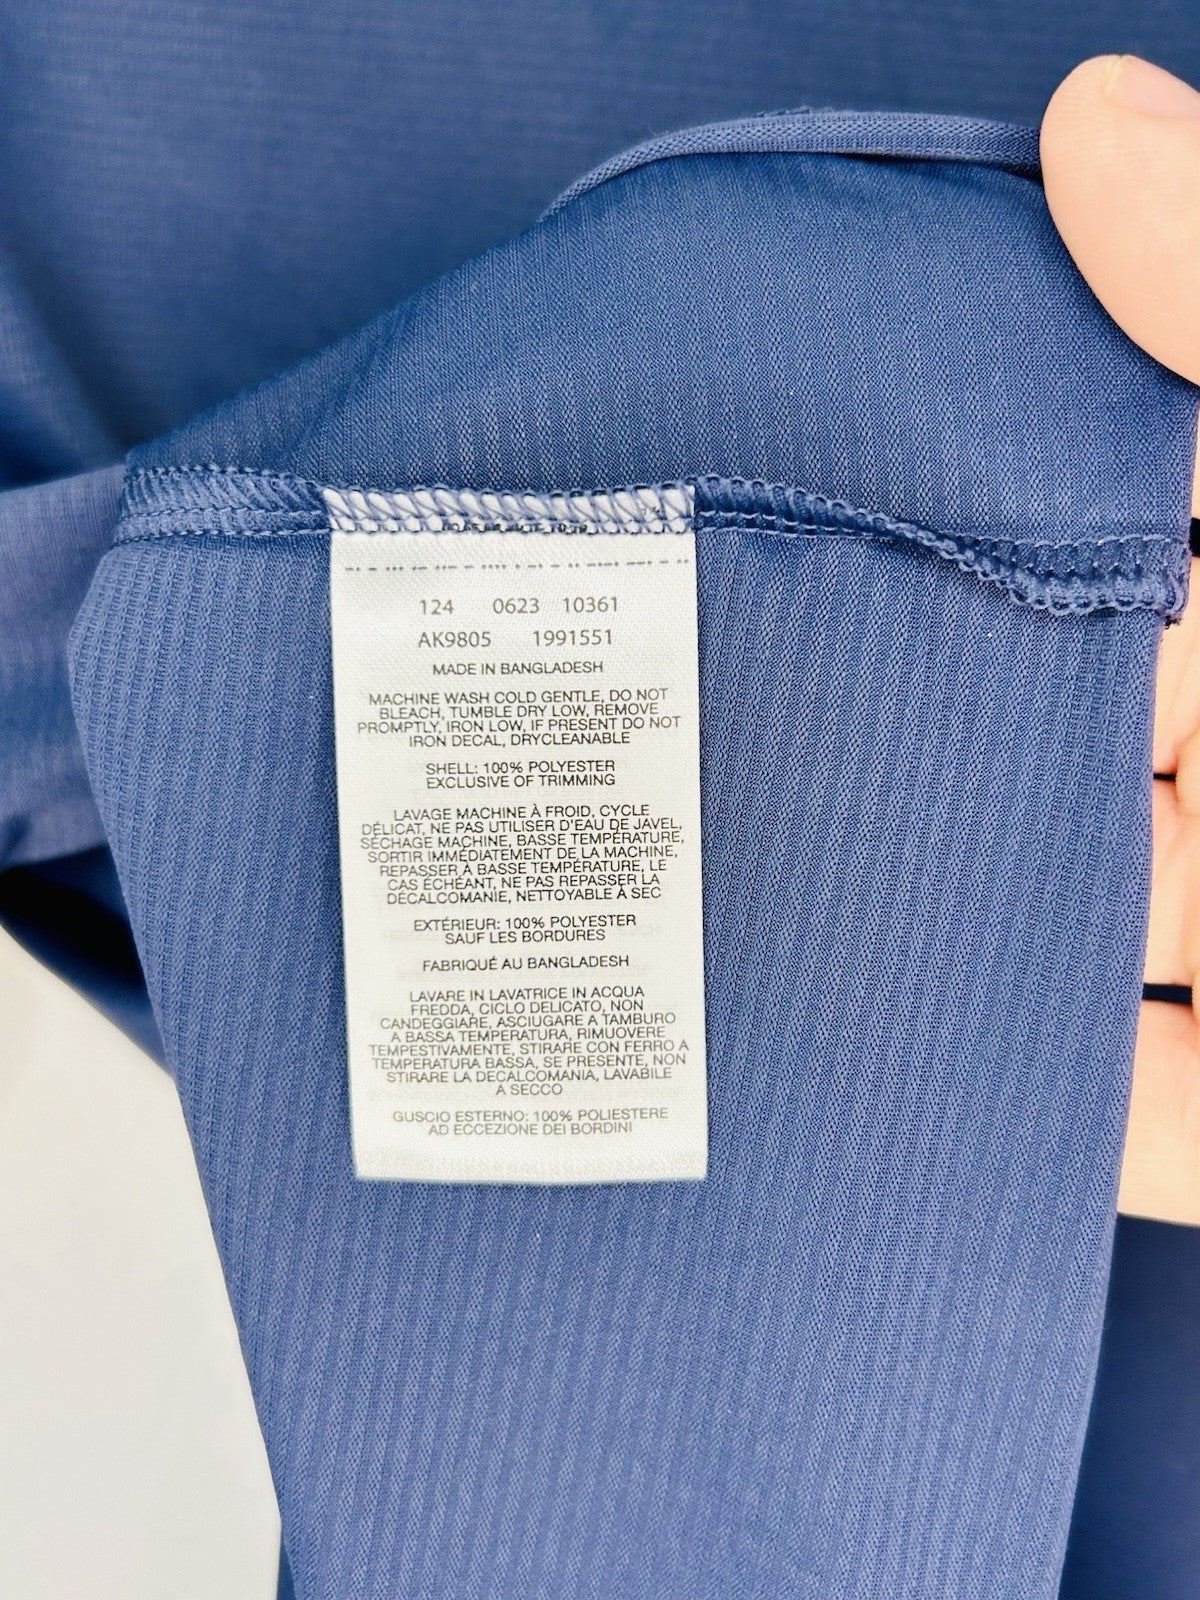 124 0623 10361
AK9805 1991551
MADE IN BANGLADESH
MACHINE WASH COLD GENTLE, DO NOT
BLEACH, TUMBLE DRY LOW, REMOVE
PROMPTLY, IRON LOW, IF PRESENT DO NOT
IRON DECAL, DRYCLEANABLE
SHELL: 100% POLYESTER
EXCLUSIVE OF TRIMMING
LAVAGE MACHINE À FROID, CYCLE
DÉLICAT, NE PAS UTILISER D'EAU DE JAVEL,
SÉCHAGE MACHINE, BASSE TEMPÉRATURE,
SORTIR IMMÉDIATEMENT DE LA MACHINE,
REPASSER À BASSE TEMPÉRATURE, LE
CAS ÉCHÉANT, NE PAS REPASSER LA
DÉCALCOMANIE, NETTOYABLE À SEC
EXTÉRIEUR: 100% POLYESTER
SAUF LES BORDURES
FABRIQUÉ AU BANGLADESH
LAVARE IN LAVATRICE IN ACQUA
FREDDA, CICLO DELICATO, NON
CANDEGGIARE, ASCIUGARE A TAMBURO
A BASSA TEMPERATURA, RIMUOVERE
TEMPESTIVAMENTE, STIRARE CON FERRO A
TEMPERATURA BASSA, SE PRESENTE, NON
STIRARE LA DECALCOMANIA, LAVABILE
A SECCO
GUSCIO ESTERNO: 100% POLIESTERE
AD ECCEZIONE DEI BORDINI